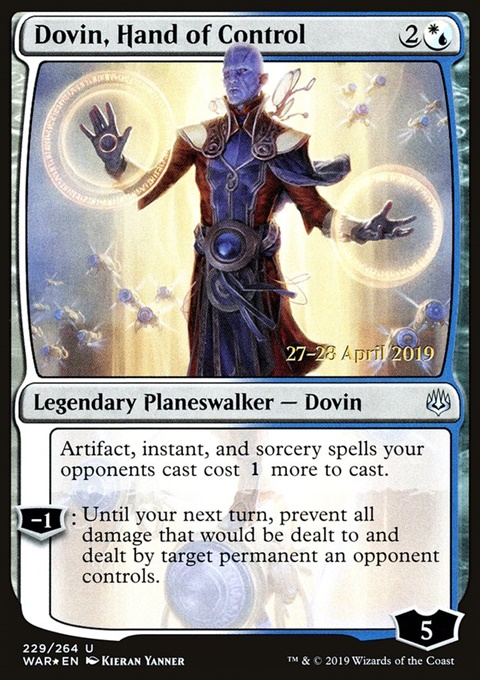 Dovin, Hand of Control 2
27-28 April 2019
Legendary Planeswalker — Dovin
Artifact, instant, and sorcery spells your
opponents cast cost 1 more to cast.
-1: Until your next turn, prevent all
damage that would be dealt to and
dealt by target permanent an opponent
controls.
5
229/264 U
WAR★EN Kieran Yanner ™ & © 2019 Wizards of the Coast